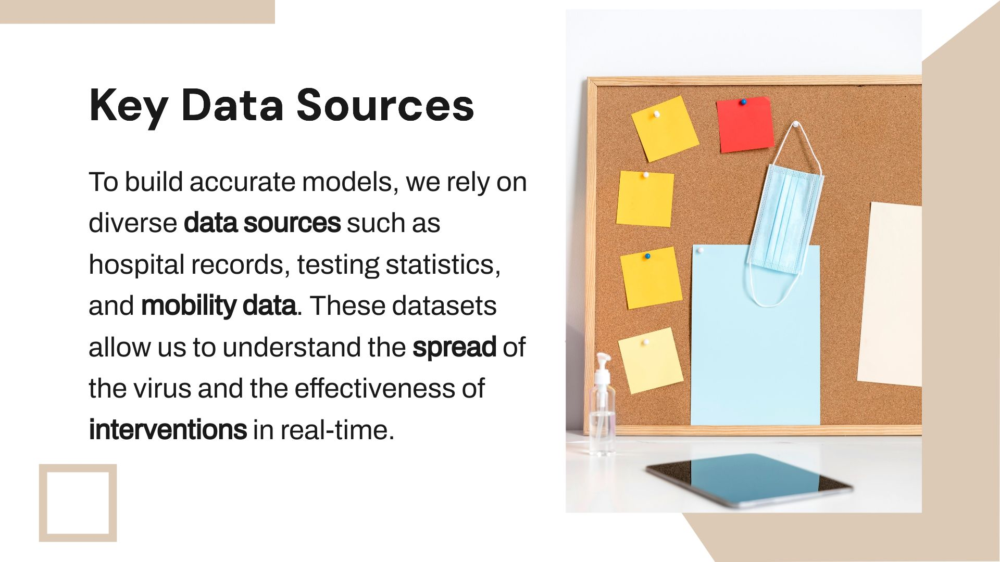 Key Data Sources
To build accurate models, we rely on
diverse data sources such as
hospital records, testing statistics,
and mobility data. These datasets
allow us to understand the spread of
the virus and the effectiveness of
interventions in real-time.